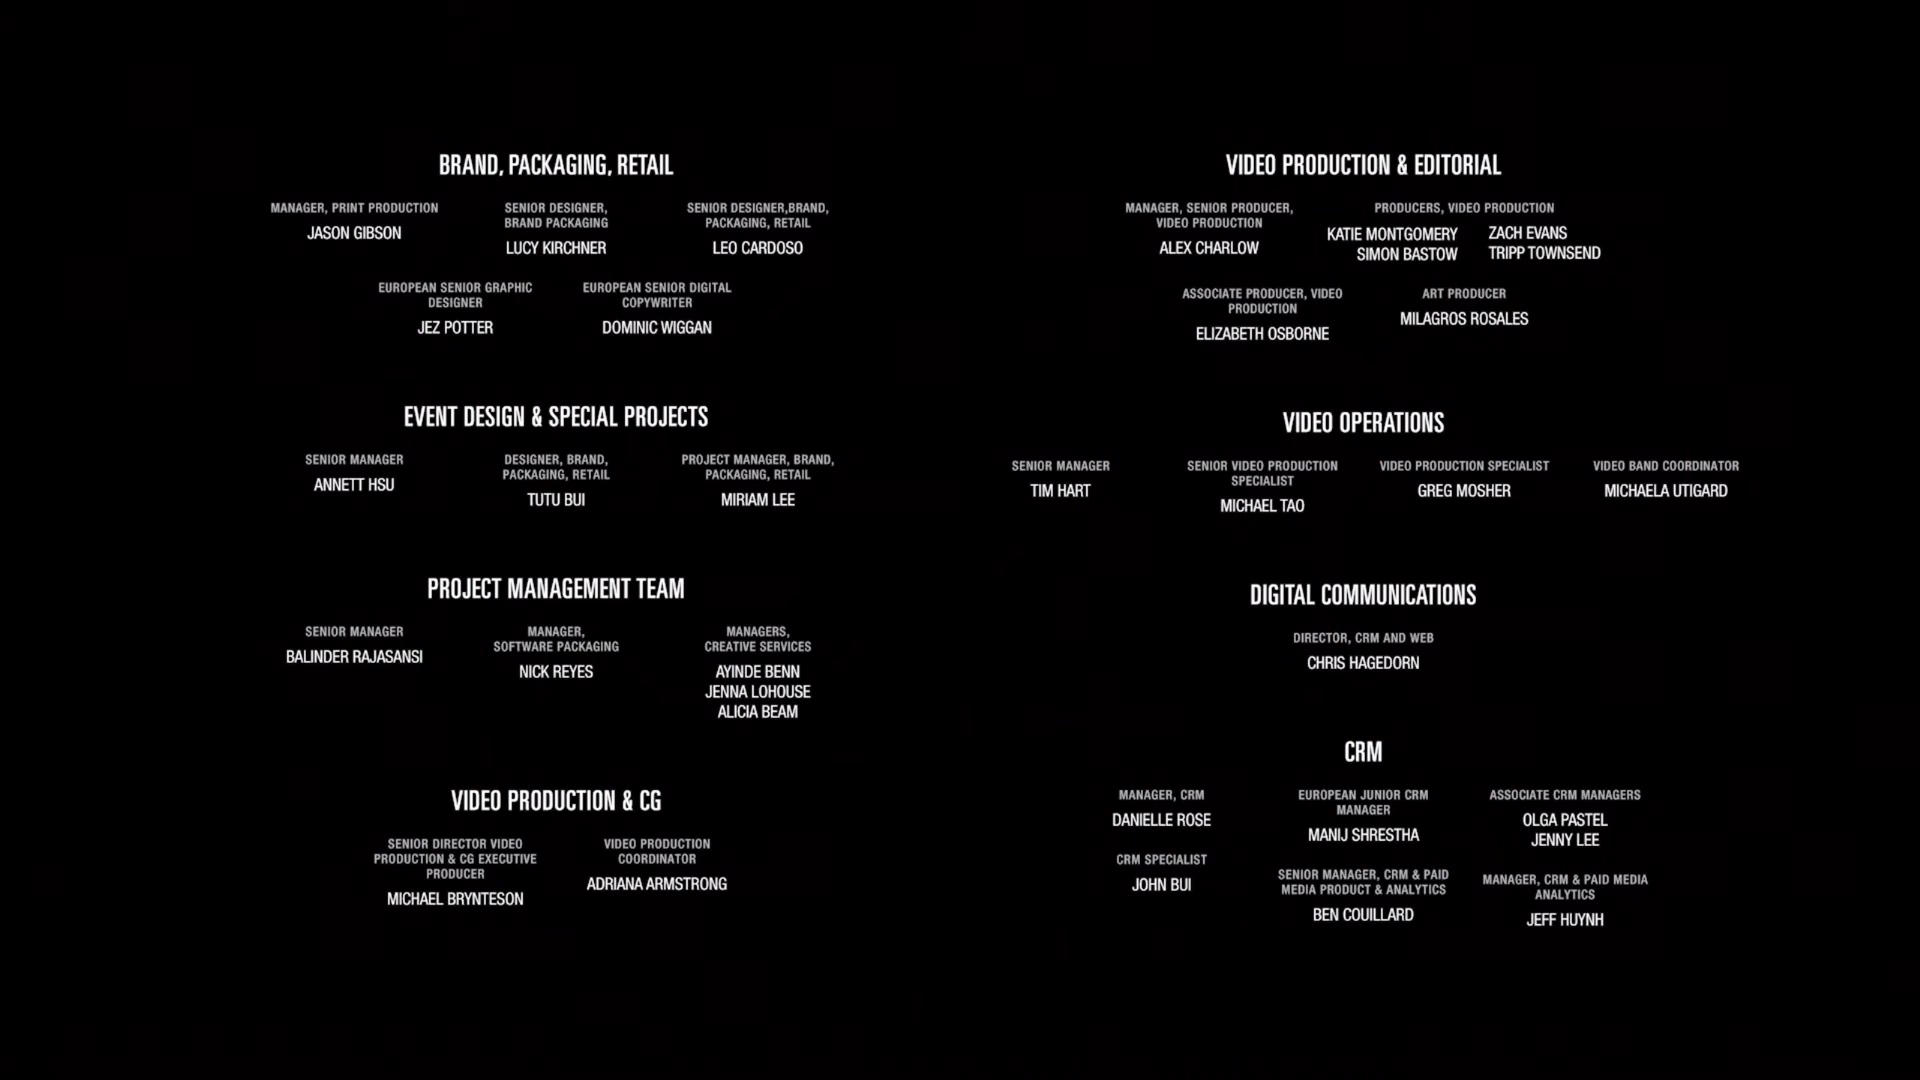 BRAND, PACKAGING, RETAIL
MANAGER, PRINT PRODUCTION
JASON GIBSON
SENIOR DESIGNER,
BRAND PACKAGING
LUCY KIRCHNER
SENIOR DESIGNER,BRAND,
PACKAGING, RETAIL
LEO CARDOSO
EUROPEAN SENIOR GRAPHIC
DESIGNER
JEZ POTTER
EUROPEAN SENIOR DIGITAL
COPYWRITER
DOMINIC WIGGAN
EVENT DESIGN & SPECIAL PROJECTS
SENIOR MANAGER
ANNETT HSU
DESIGNER, BRAND,
PACKAGING, RETAIL
TUTU BUI
PROJECT MANAGER, BRAND,
PACKAGING, RETAIL
MIRIAM LEE
PROJECT MANAGEMENT TEAM
SENIOR MANAGER
BALINDER RAJASANSI
MANAGER,
SOFTWARE PACKAGING
NICK REYES
MANAGERS,
CREATIVE SERVICES
AYINDE BENN
JENNA LOHOUSE
ALICIA BEAM
VIDEO PRODUCTION & CG
SENIOR DIRECTOR VIDEO
PRODUCTION & CG EXECUTIVE
PRODUCER
MICHAEL BRYNTESON
VIDEO PRODUCTION
COORDINATOR
ADRIANA ARMSTRONG
VIDEO PRODUCTION & EDITORIAL
MANAGER, SENIOR PRODUCER,
VIDEO PRODUCTION
ALEX CHARLOW
PRODUCERS, VIDEO PRODUCTION
KATIE MONTGOMERY
SIMON BASTOW
ZACH EVANS
TRIPP TOWNSEND
ASSOCIATE PRODUCER, VIDEO
PRODUCTION
ELIZABETH OSBORNE
ART PRODUCER
MILAGROS ROSALES
VIDEO OPERATIONS
SENIOR MANAGER
TIM HART
SENIOR VIDEO PRODUCTION
SPECIALIST
MICHAEL TAO
VIDEO PRODUCTION SPECIALIST
GREG MOSHER
VIDEO BAND COORDINATOR
MICHAELA UTIGARD
DIGITAL COMMUNICATIONS
DIRECTOR, CRM AND WEB
CHRIS HAGEDORN
CRM
MANAGER, CRM
DANIELLE ROSE
EUROPEAN JUNIOR CRM
MANAGER
MANIJ SHRESTHA
ASSOCIATE CRM MANAGERS
OLGA PASTEL
JENNY LEE
CRM SPECIALIST
JOHN BUI
SENIOR MANAGER, CRM & PAID
MEDIA PRODUCT & ANALYTICS
BEN COUILLARD
MANAGER, CRM & PAID MEDIA
ANALYTICS
JEFF HUYNH